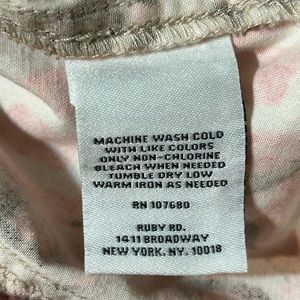 MACHINE WASH COLD
WITH LIKE COLORS
ONLY NON-CHLORINE
BLEACH WHEN NEEDED
TUMBLE DRY LOW
WARM IRON AS NEEDED
RN 107680
RUBY RD.
1411 BROADWAY
NEW YORK, NY. 10018